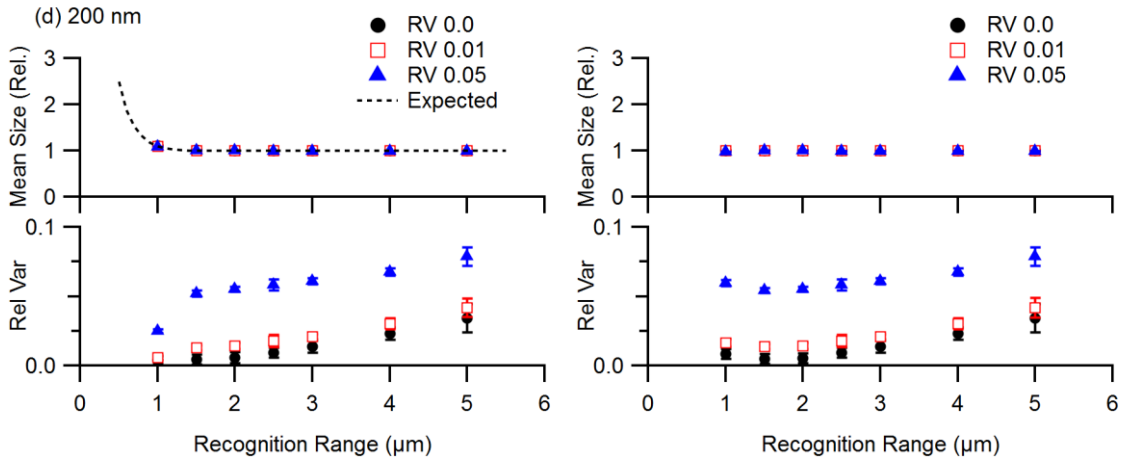 (d) 200 nm
RV 0.0
RV 0.01
RV 0.05
Expected
Mean Size (Rel.)
3
2
1
0
Rel Var
0.1
0.0
0 1 2 3 4 5 6
Recognition Range (µm)
RV 0.0
RV 0.01
RV 0.05
Mean Size (Rel.)
3
2
1
0
Rel Var
0.1
0.0
0 1 2 3 4 5 6
Recognition Range (µm)